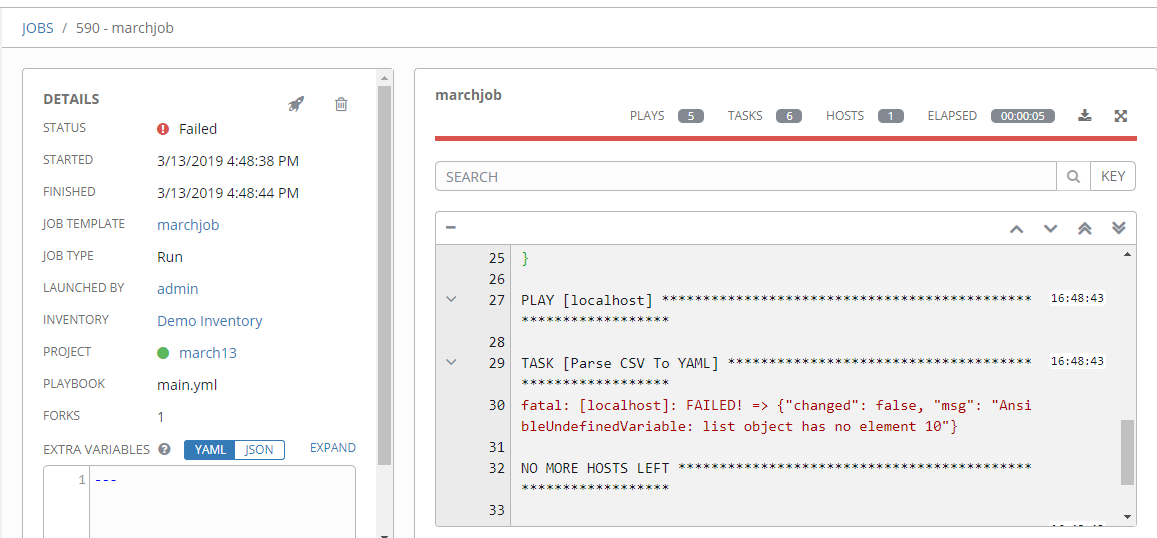 JOBS / 590 - marchjob
DETAILS
STATUS Failed
STARTED 3/13/2019 4:48:38 PM
FINISHED 3/13/2019 4:48:44 PM
JOB TEMPLATE marchjob
JOB TYPE Run
LAUNCHED BY admin
INVENTORY Demo Inventory
PROJECT march13
PLAYBOOK main.yml
FORKS 1
EXTRA VARIABLES YAML JSON EXPAND
1 ---
marchjob
PLAYS 5 TASKS 6 HOSTS 1 ELAPSED 00:00:05
SEARCH KEY
25 }
26
27 PLAY [localhost] ********************************************* 16:48:43
******************
28
29 TASK [Parse CSV To YAML] ************************************* 16:48:43
******************
30 fatal: [localhost]: FAILED! => {"changed": false, "msg": "Ansi
bleUndefinedVariable: list object has no element 10"}
31
32 NO MORE HOSTS LEFT *******************************************
******************
33